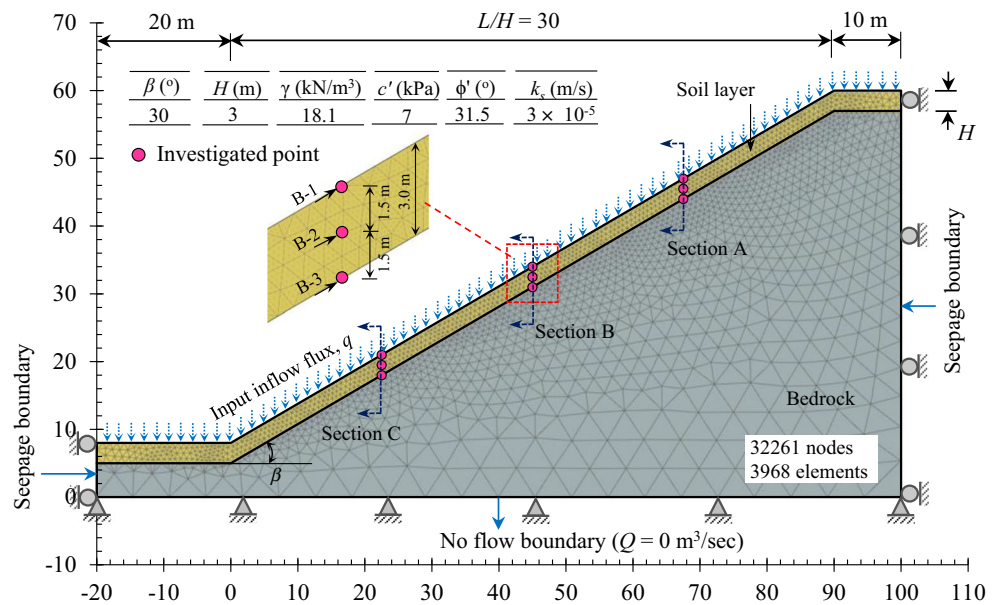 70
60
50
40
30
20
10
0
-10
20 m
L/H = 30
10 m
β (°) H (m) γ (kN/m³) c′ (kPa) ϕ′ (°) kₛ (m/s)
30 3 18.1 7 31.5 3 × 10⁻⁵
Investigated point
Soil layer
H
B-1
B-2
B-3
1.5 m
1.5 m
3.0 m
Section A
Section B
Section C
Input inflow flux, q
Seepage boundary
Seepage boundary
Bedrock
β
32261 nodes
3968 elements
No flow boundary (Q = 0 m³/sec)
-20 -10 0 10 20 30 40 50 60 70 80 90 100 110